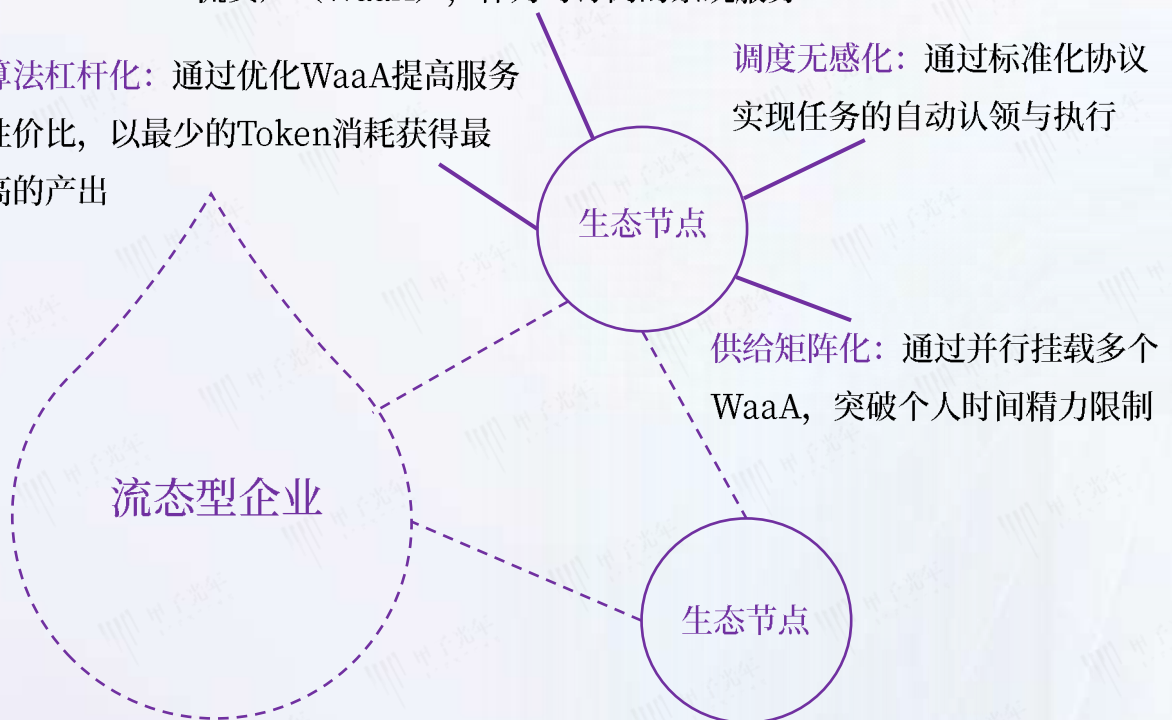 算法杠杆化：通过优化WaaA提高服务
性价比，以最少的Token消耗获得最
高的产出
调度无感化：通过标准化协议
实现任务的自动认领与执行
生态节点
供给矩阵化：通过并行挂载多个
WaaA，突破个人时间精力限制
流态型企业
生态节点